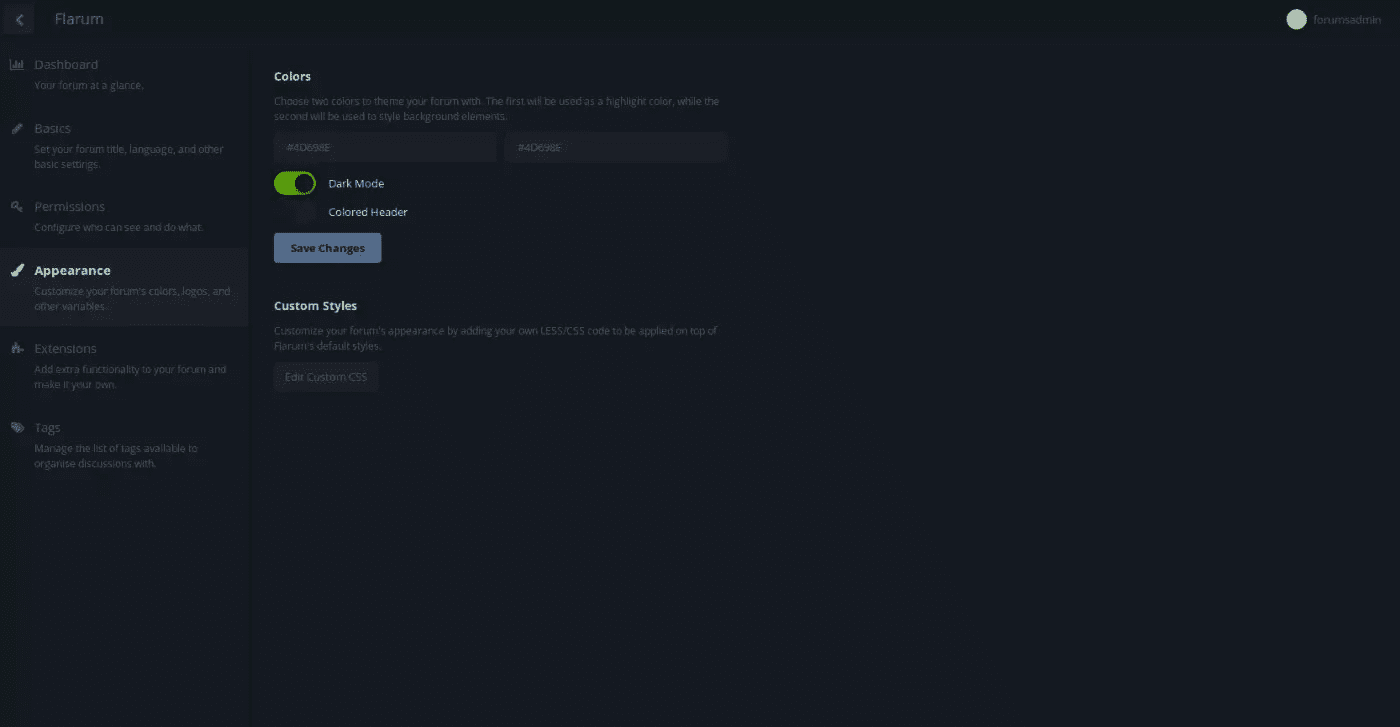 Flarum
forumsadmin
Dashboard
Your forum at a glance.
Basics
Set your forum title, language, and other
basic settings.
Permissions
Configure who can see and do what.
Appearance
Customize your forum's colors, logos, and
other variables.
Extensions
Add extra functionality to your forum and
make it your own.
Tags
Manage the list of tags available to
organise discussions with.
Colors
Choose two colors to theme your forum with. The first will be used as a highlight color, while the
second will be used to style background elements.
#4D698E
#4D698E
Dark Mode
Colored Header
Save Changes
Custom Styles
Customize your forum's appearance by adding your own LESS/CSS code to be applied on top of
Flarum's default styles.
Edit Custom CSS